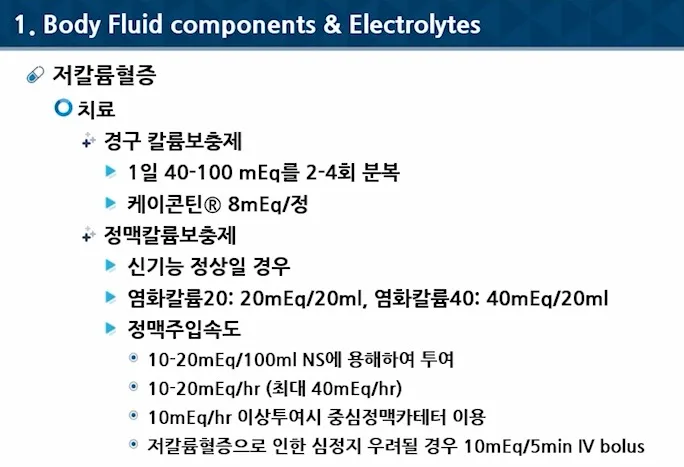 1. Body Fluid components & Electrolytes
저칼륨혈증
치료
경구 칼륨보충제
1일 40-100 mEq를 2-4회 분복
케이콘틴® 8mEq/정
정맥칼륨보충제
신기능 정상일 경우
염화칼륨20: 20mEq/20ml, 염화칼륨40: 40mEq/20ml
정맥주입속도
10-20mEq/100ml NS에 용해하여 투여
10-20mEq/hr (최대 40mEq/hr)
10mEq/hr 이상투여시 중심정맥카테터 이용
저칼륨혈증으로 인한 심정지 우려될 경우 10mEq/5min IV bolus